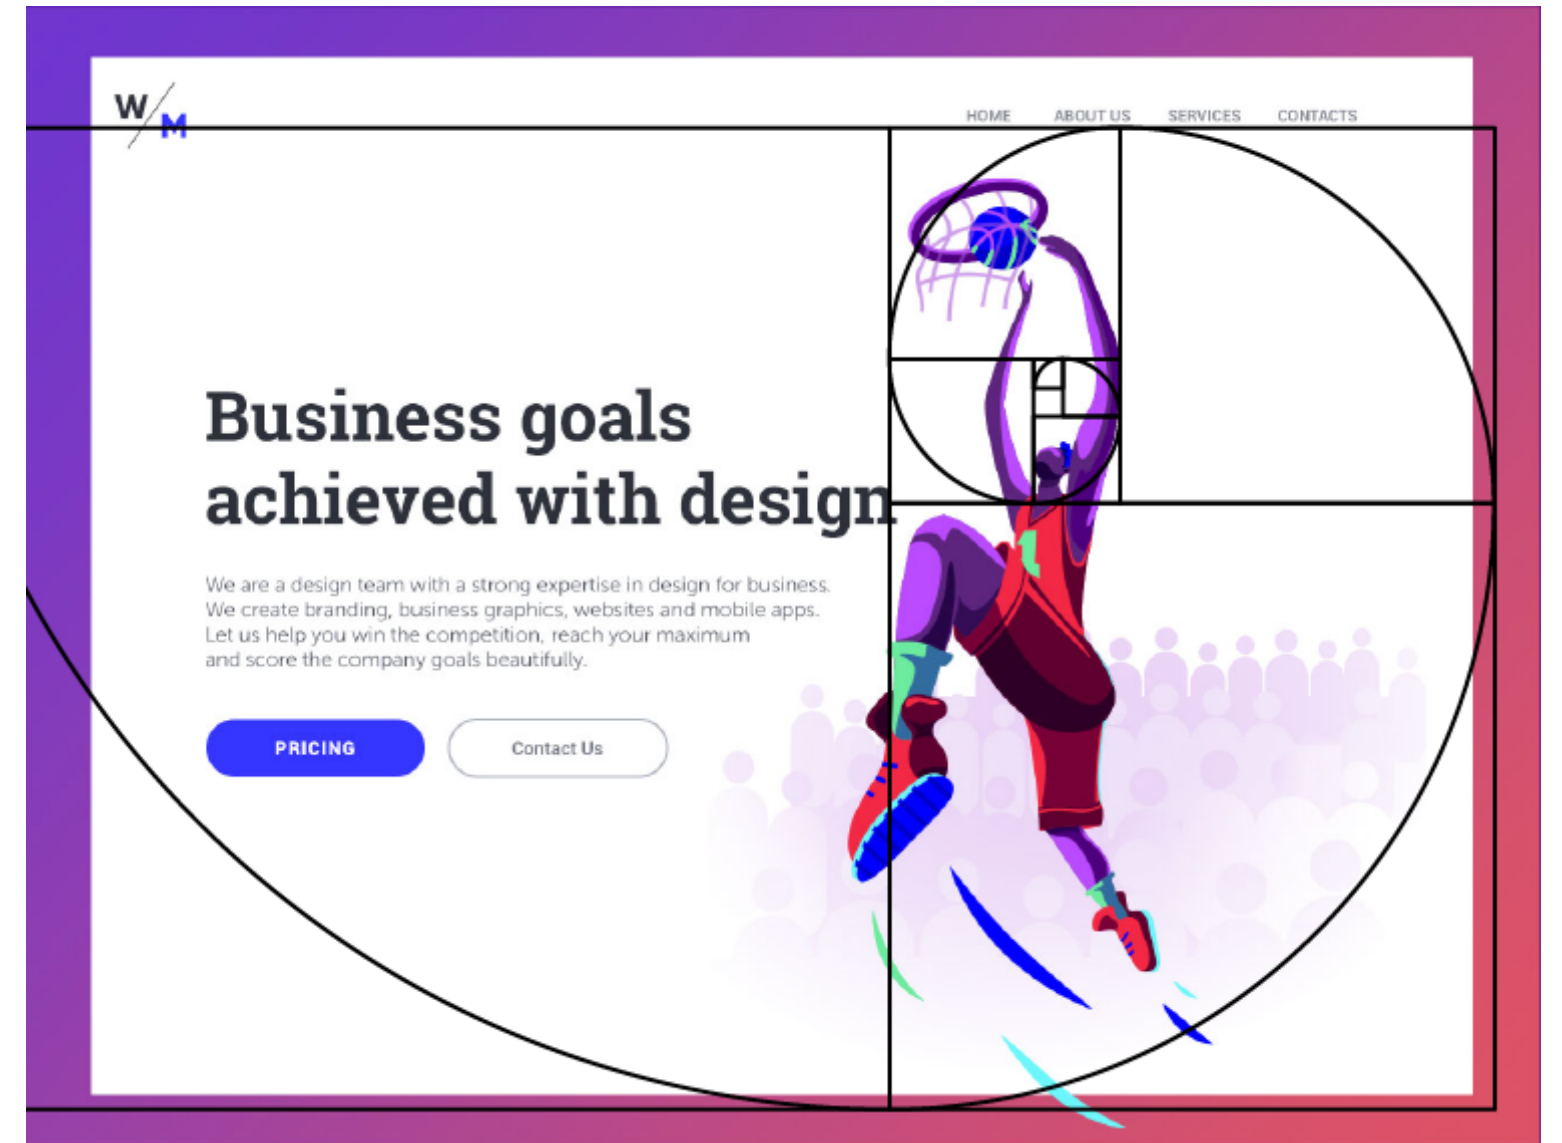 W/M
HOME ABOUT US SERVICES CONTACTS
Business goals
achieved with design
We are a design team with a strong expertise in design for business.
We create branding, business graphics, websites and mobile apps.
Let us help you win the competition, reach your maximum
and score the company goals beautifully.
PRICING Contact Us
1